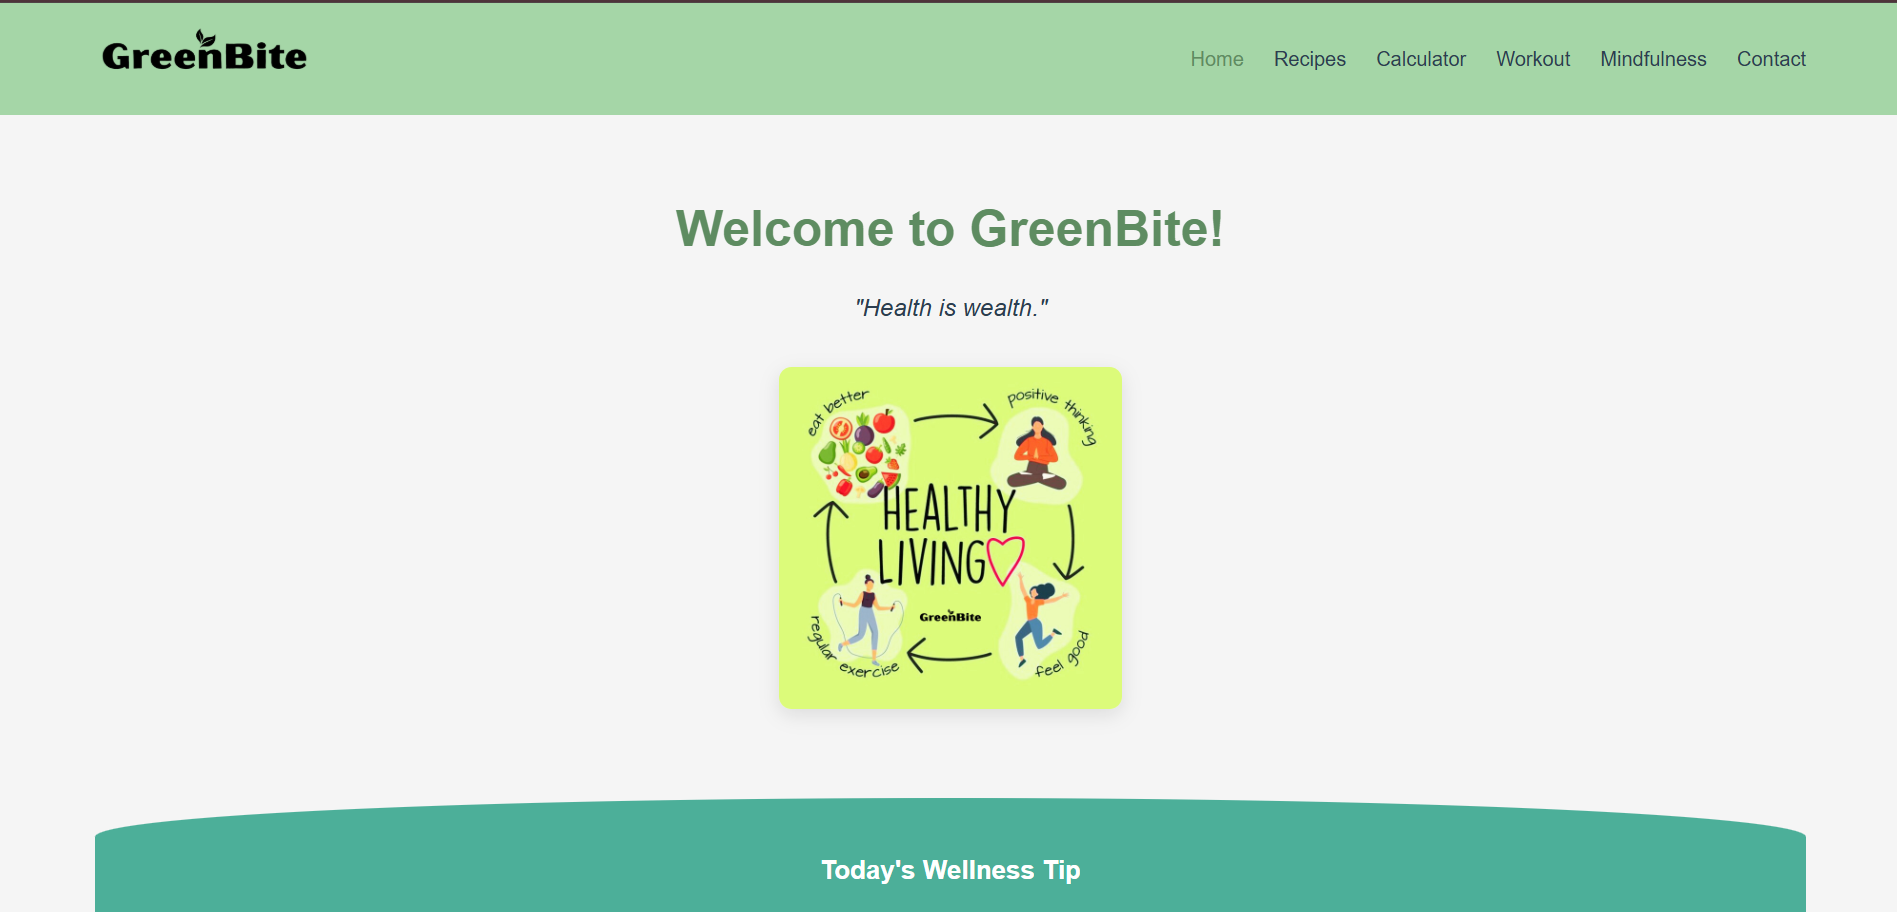 GreenBite
Home Recipes Calculator Workout Mindfulness Contact
Welcome to GreenBite!
"Health is wealth."
eat better
positive thinking
HEALTHY
LIVING
GreenBite
regular exercise
feel good
Today's Wellness Tip